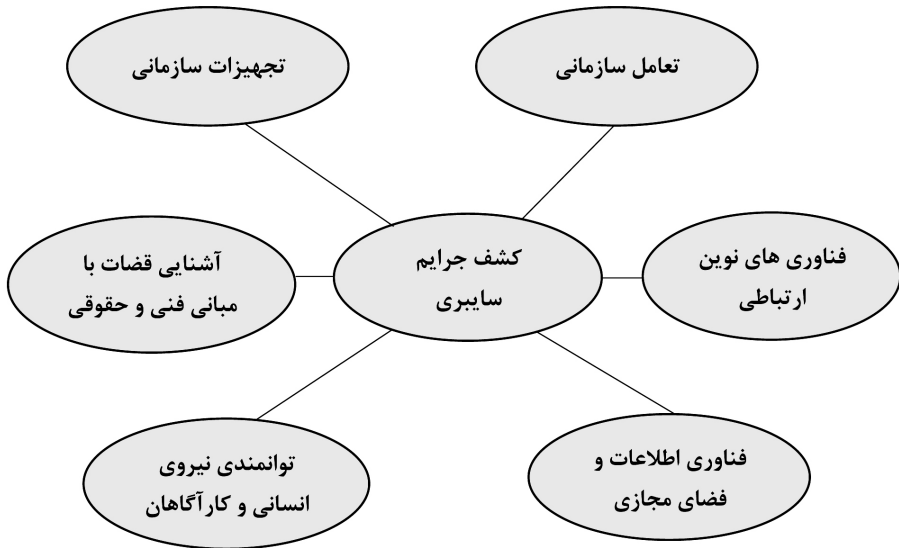 تعامل سازمانی
تجهیزات سازمانی
فناوری های نوین
ارتباطی
کشف جرایم
سایبری
آشنایی قضات با
مبانی فنی و حقوقی
فناوری اطلاعات و
فضای مجازی
توانمندی نیروی
انسانی و کارآگاهان